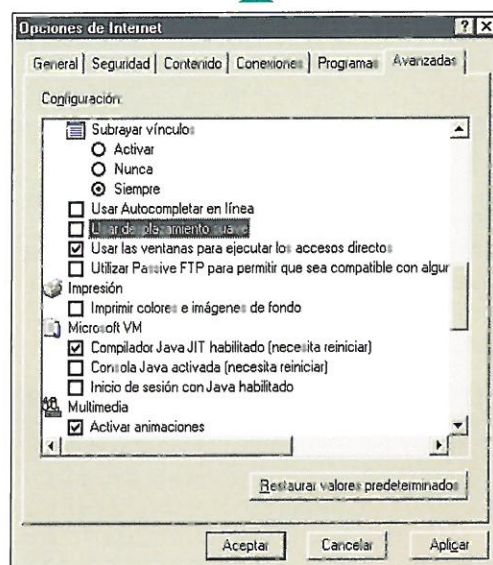 Opciones de Internet
General Seguridad Contenido Conexiones Programas Avanzadas
Configuración:
Subrayar vínculos
Activar
Nunca
Siempre
Usar Autocompletar en línea
Usar desplazamiento suave
Usar las ventanas para ejecutar los accesos directos
Utilizar Passive FTP para permitir que sea compatible con algur
Impresión
Imprimir colores e imágenes de fondo
Microsoft VM
Compilador Java JIT habilitado (necesita reiniciar)
Consola Java activada (necesita reiniciar)
Inicio de sesión con Java habilitado
Multimedia
Activar animaciones
Restaurar valores predeterminados
Aceptar Cancelar Aplicar